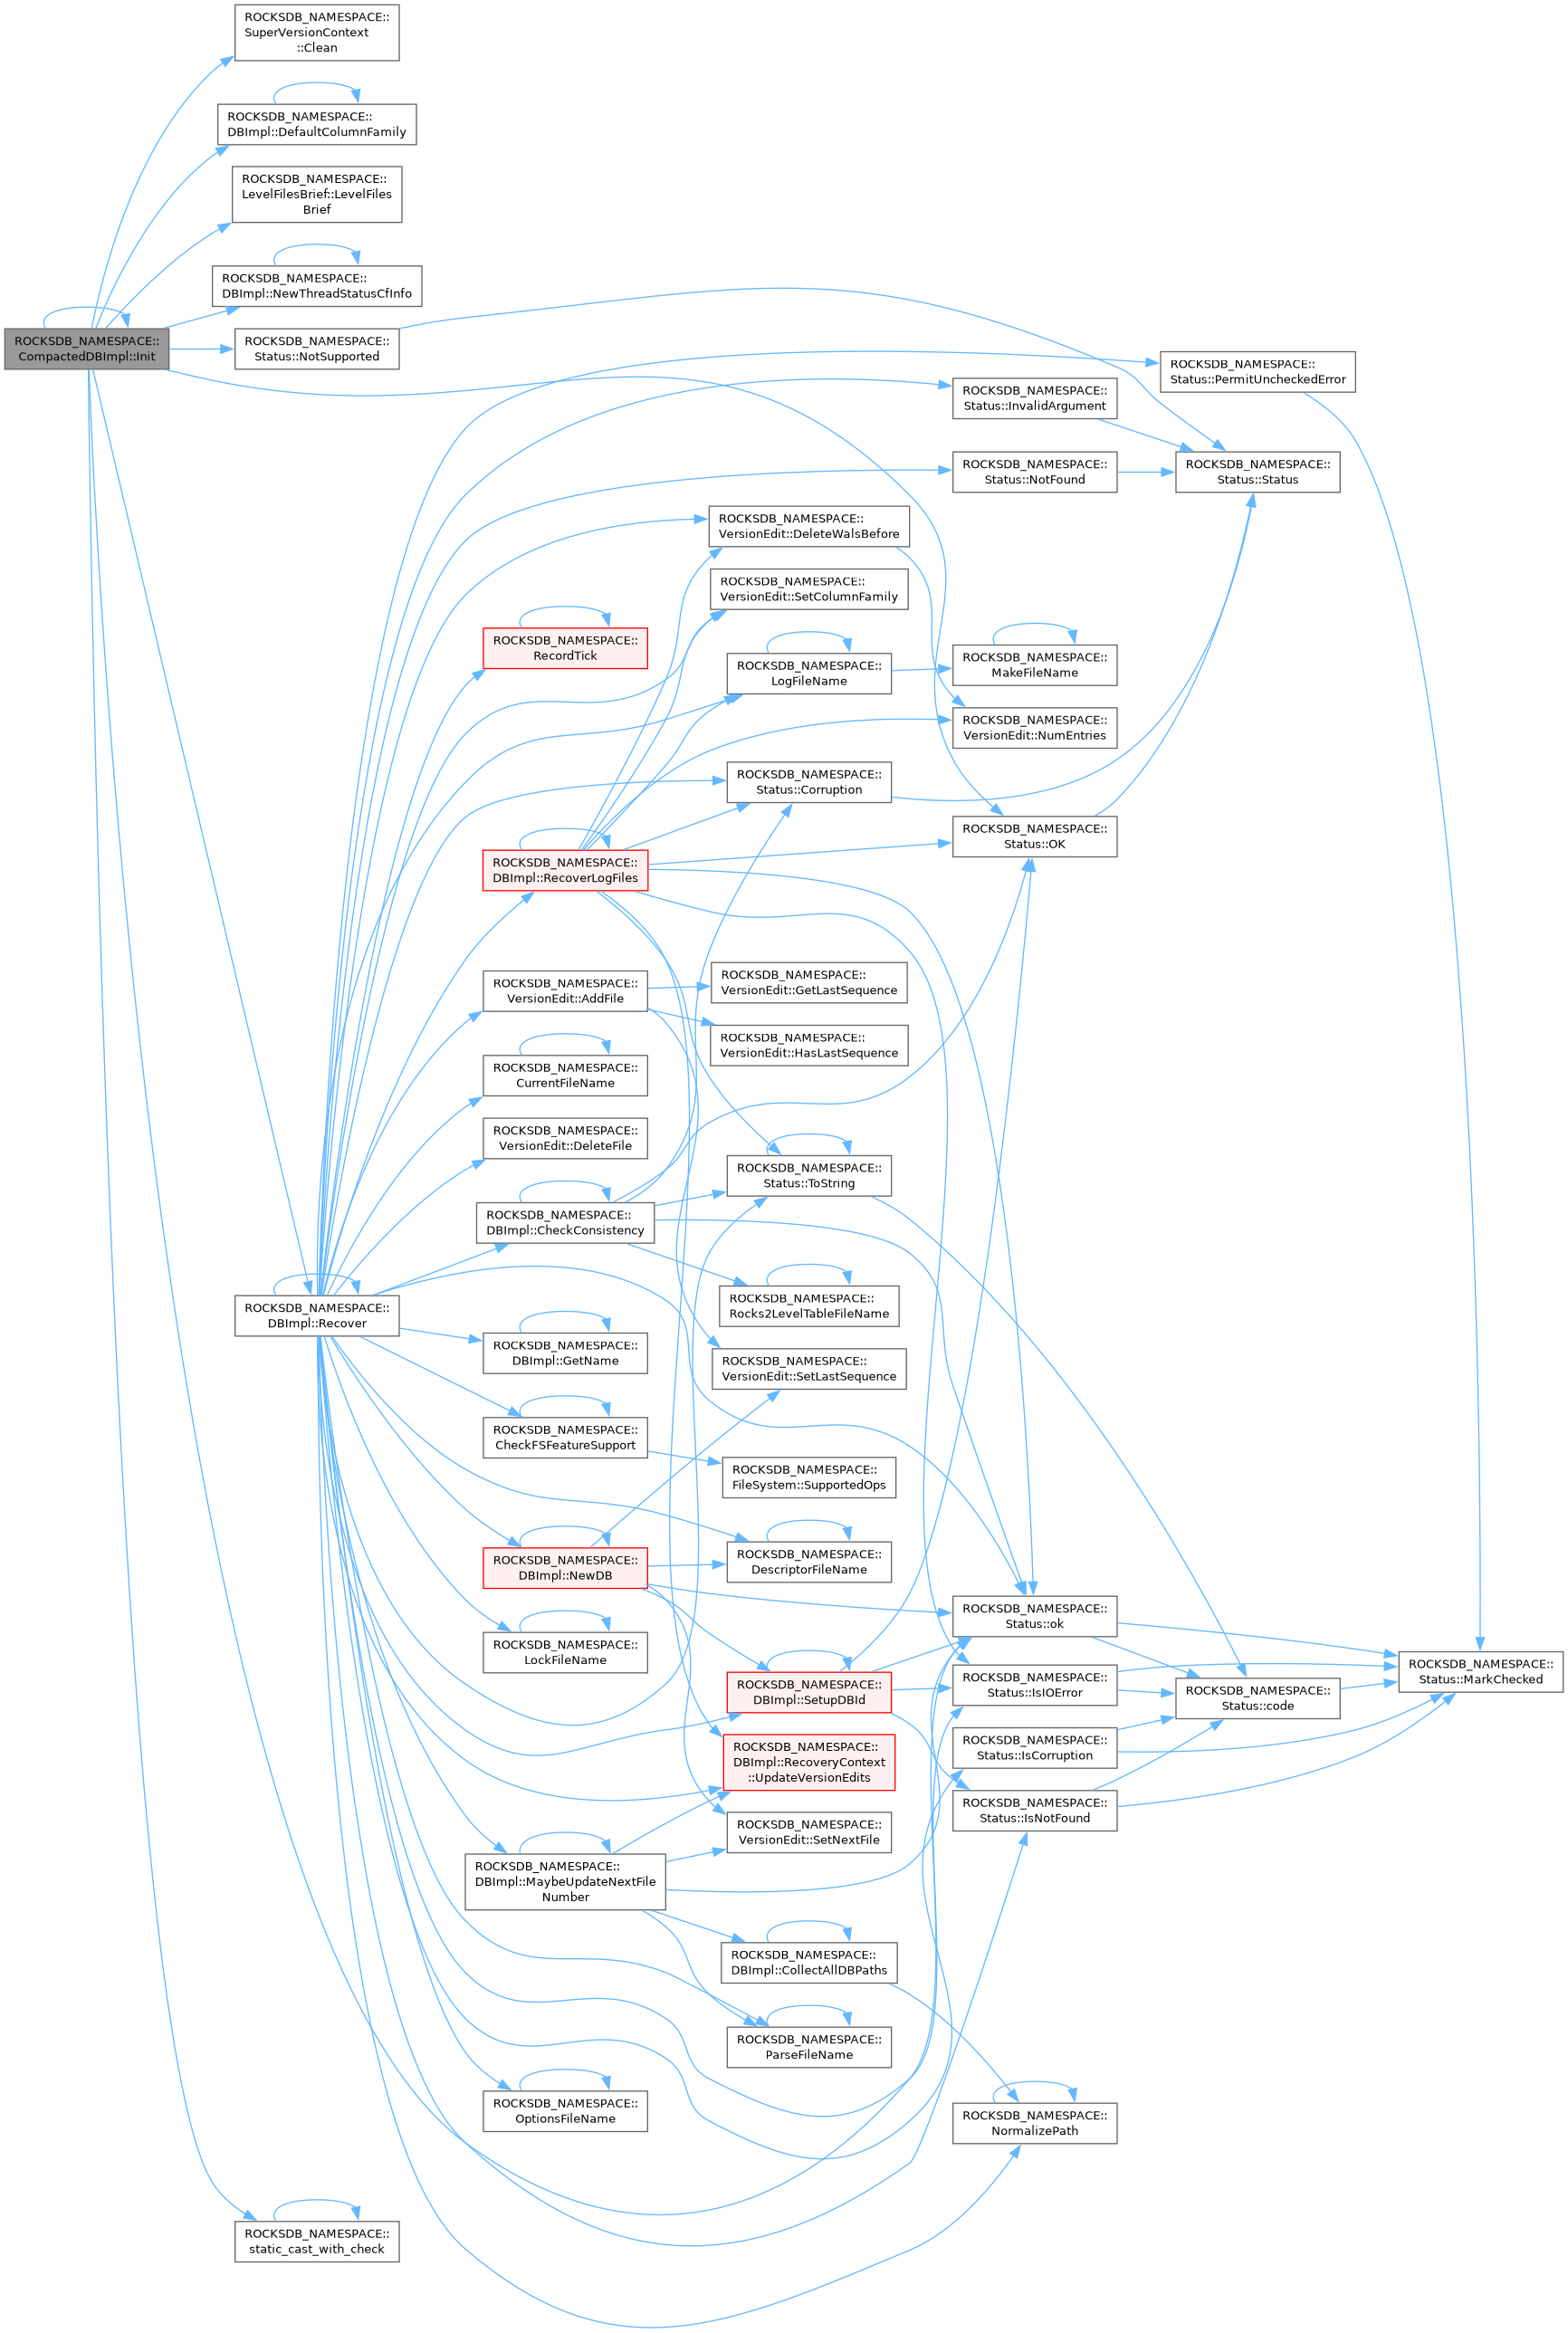 ROCKSDB_NAMESPACE::
SuperVersionContext
::Clean
ROCKSDB_NAMESPACE::
DBImpl::DefaultColumnFamily
ROCKSDB_NAMESPACE::
LevelFilesBrief::LevelFiles
Brief
ROCKSDB_NAMESPACE::
DBImpl::NewThreadStatusCfInfo
ROCKSDB_NAMESPACE::
CompactedDBImpl::Init
ROCKSDB_NAMESPACE::
Status::NotSupported
ROCKSDB_NAMESPACE::
Status::PermitUncheckedError
ROCKSDB_NAMESPACE::
Status::InvalidArgument
ROCKSDB_NAMESPACE::
Status::NotFound
ROCKSDB_NAMESPACE::
Status::Status
ROCKSDB_NAMESPACE::
VersionEdit::DeleteWalsBefore
ROCKSDB_NAMESPACE::
VersionEdit::SetColumnFamily
ROCKSDB_NAMESPACE::
RecordTick
ROCKSDB_NAMESPACE::
LogFileName
ROCKSDB_NAMESPACE::
MakeFileName
ROCKSDB_NAMESPACE::
VersionEdit::NumEntries
ROCKSDB_NAMESPACE::
Status::Corruption
ROCKSDB_NAMESPACE::
Status::OK
ROCKSDB_NAMESPACE::
DBImpl::RecoverLogFiles
ROCKSDB_NAMESPACE::
VersionEdit::AddFile
ROCKSDB_NAMESPACE::
VersionEdit::GetLastSequence
ROCKSDB_NAMESPACE::
VersionEdit::HasLastSequence
ROCKSDB_NAMESPACE::
CurrentFileName
ROCKSDB_NAMESPACE::
VersionEdit::DeleteFile
ROCKSDB_NAMESPACE::
Status::ToString
ROCKSDB_NAMESPACE::
DBImpl::CheckConsistency
ROCKSDB_NAMESPACE::
Rocks2LevelTableFileName
ROCKSDB_NAMESPACE::
DBImpl::Recover
ROCKSDB_NAMESPACE::
DBImpl::GetName
ROCKSDB_NAMESPACE::
VersionEdit::SetLastSequence
ROCKSDB_NAMESPACE::
CheckFSFeatureSupport
ROCKSDB_NAMESPACE::
FileSystem::SupportedOps
ROCKSDB_NAMESPACE::
DBImpl::NewDB
ROCKSDB_NAMESPACE::
DescriptorFileName
ROCKSDB_NAMESPACE::
Status::ok
ROCKSDB_NAMESPACE::
LockFileName
ROCKSDB_NAMESPACE::
Status::MarkChecked
ROCKSDB_NAMESPACE::
DBImpl::SetupDBId
ROCKSDB_NAMESPACE::
Status::IsIOError
ROCKSDB_NAMESPACE::
Status::code
ROCKSDB_NAMESPACE::
DBImpl::RecoveryContext
::UpdateVersionEdits
ROCKSDB_NAMESPACE::
Status::IsCorruption
ROCKSDB_NAMESPACE::
Status::IsNotFound
ROCKSDB_NAMESPACE::
VersionEdit::SetNextFile
ROCKSDB_NAMESPACE::
DBImpl::MaybeUpdateNextFile
Number
ROCKSDB_NAMESPACE::
DBImpl::CollectAllDBPaths
ROCKSDB_NAMESPACE::
ParseFileName
ROCKSDB_NAMESPACE::
OptionsFileName
ROCKSDB_NAMESPACE::
NormalizePath
ROCKSDB_NAMESPACE::
static_cast_with_check